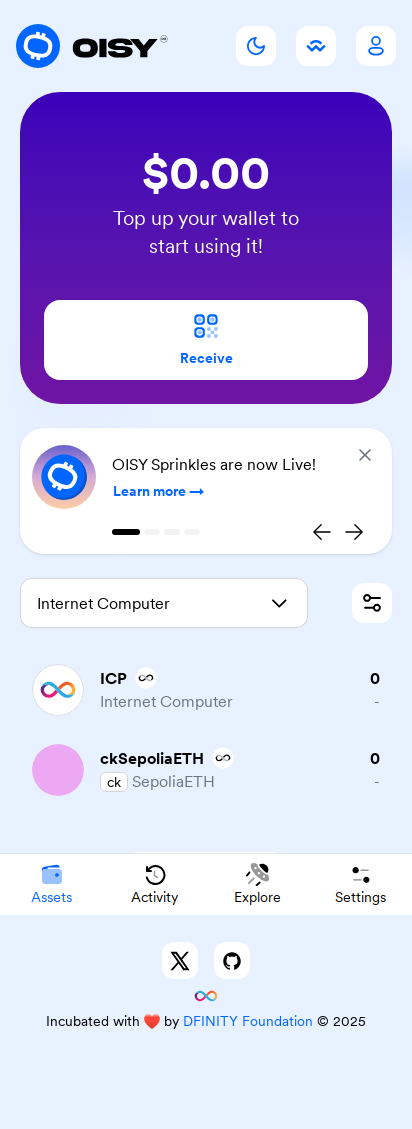 OISY
$0.00
Top up your wallet to
start using it!
Receive
OISY Sprinkles are now Live!
Learn more →
Internet Computer
ICP
0
Internet Computer
-
ckSepoliaETH
0
ck SepoliaETH
-
Assets
Activity
Explore
Settings
Incubated with ❤️ by DFINITY Foundation © 2025